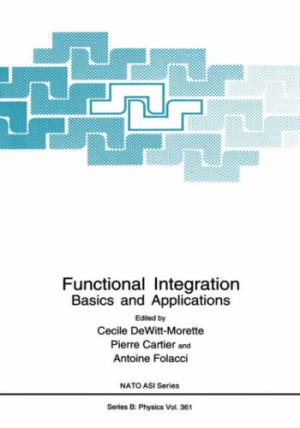 Functional Integration
Basics and Applications
Edited by
Cecile DeWitt-Morette
Pierre Cartier and
Antoine Folacci
NATO ASI Series
Series B: Physics Vol. 361